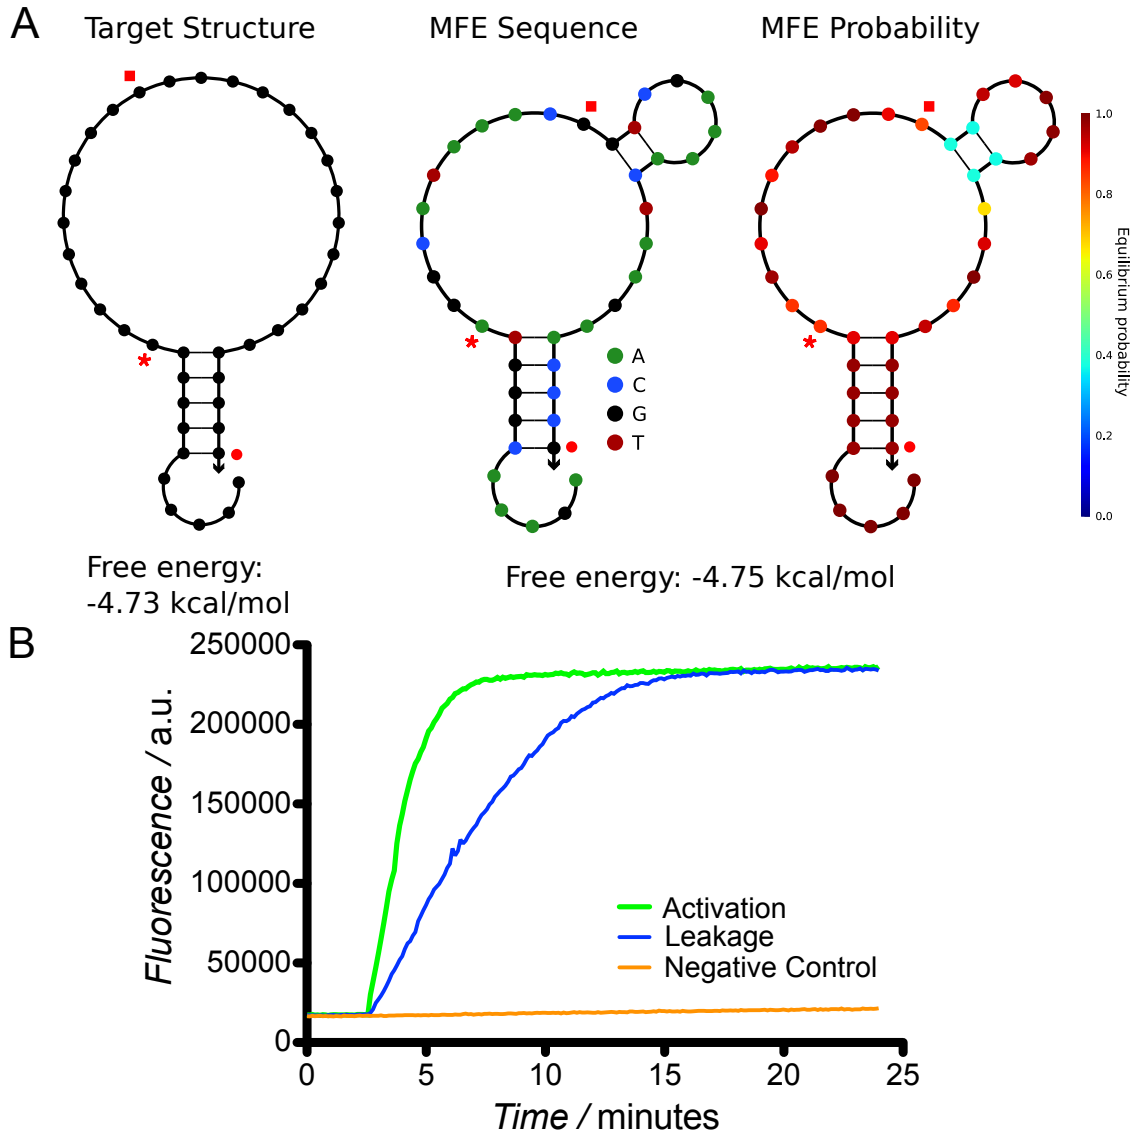 A
Target Structure
MFE Sequence
MFE Probability
*
*
*
A
C
G
T
1.0
0.8
0.6
0.4
0.2
0.0
Equilibrium probability
Free energy:
-4.73 kcal/mol
Free energy: -4.75 kcal/mol
B
250000
200000
150000
100000
50000
0
Fluorescence / a.u.
Activation
Leakage
Negative Control
0
5
10
15
20
25
Time / minutes